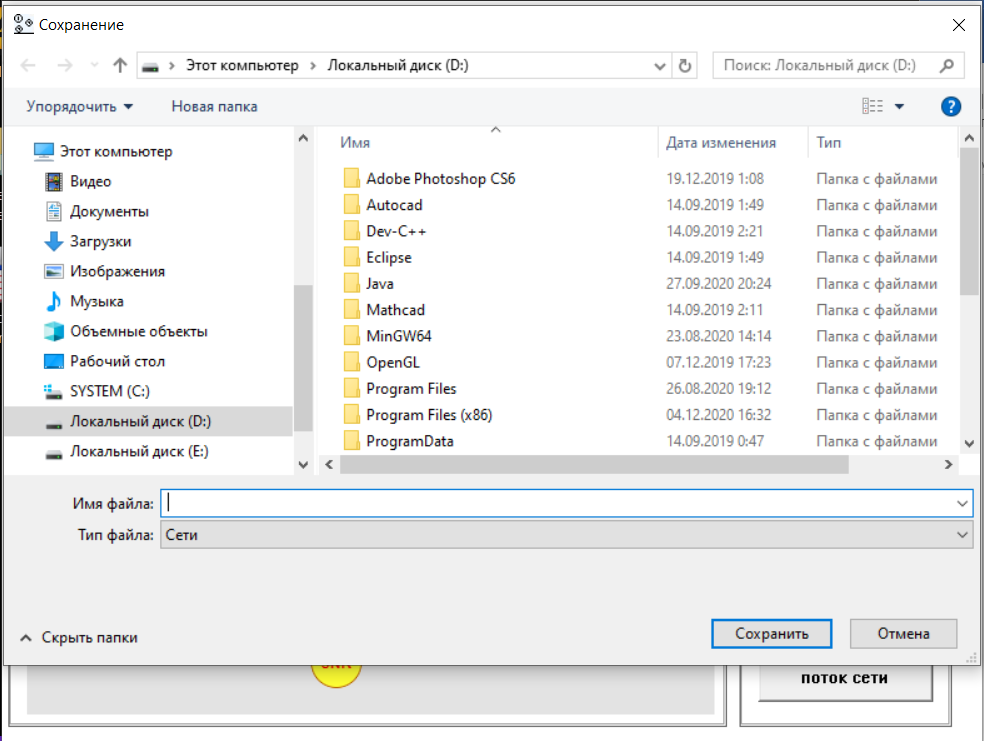 Сохранение
Этот компьютер › Локальный диск (D:)
Поиск: Локальный диск (D:)
Упорядочить
Новая папка
?
Этот компьютер
Видео
Документы
Загрузки
Изображения
Музыка
Объемные объекты
Рабочий стол
SYSTEM (C:)
Локальный диск (D:)
Локальный диск (E:)
Имя Дата изменения Тип
Adobe Photoshop CS6 19.12.2019 1:08 Папка с файлами
Autocad 14.09.2019 1:49 Папка с файлами
Dev-C++ 14.09.2019 2:21 Папка с файлами
Eclipse 14.09.2019 1:49 Папка с файлами
Java 27.09.2020 20:24 Папка с файлами
Mathcad 14.09.2019 2:11 Папка с файлами
MinGW64 23.08.2020 14:14 Папка с файлами
OpenGL 07.12.2019 17:23 Папка с файлами
Program Files 26.08.2020 19:12 Папка с файлами
Program Files (x86) 04.12.2020 16:32 Папка с файлами
ProgramData 14.09.2019 0:47 Папка с файлами
Имя файла:
Тип файла: Сети
Скрыть папки
Сохранить
Отмена
поток сети